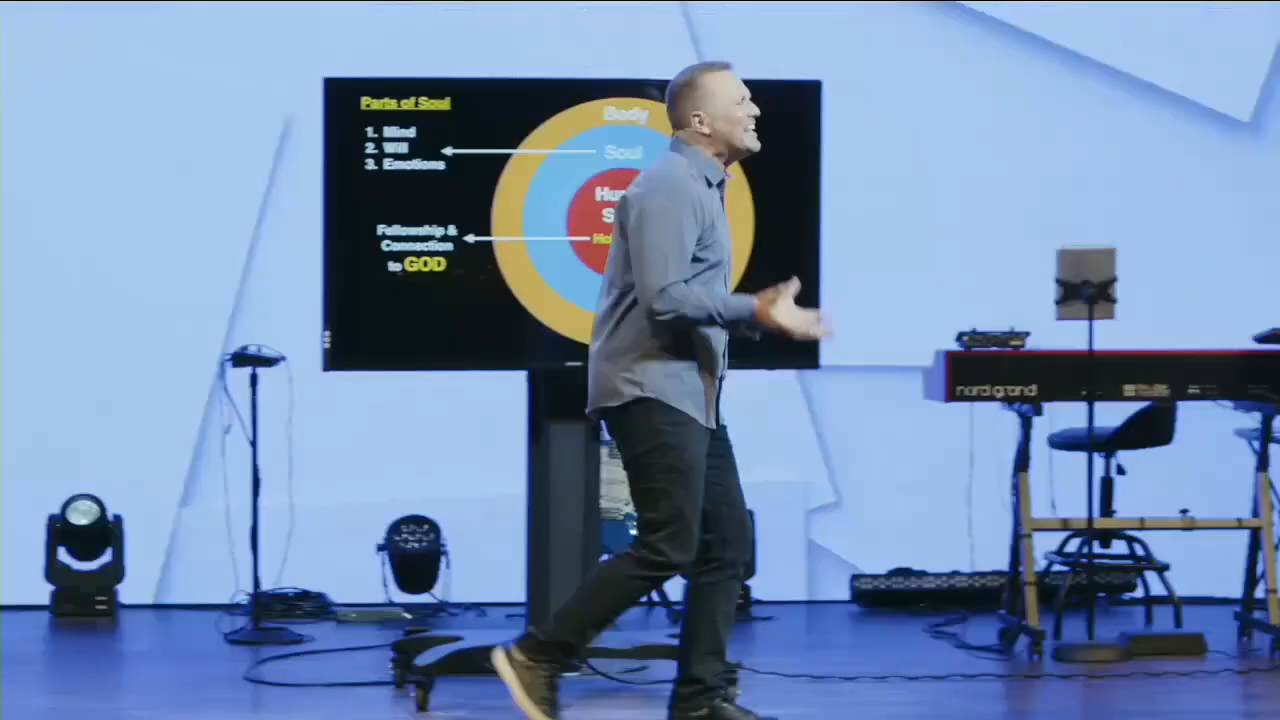 Parts of Soul
1. Mind
2. Will
3. Emotions
Body
Soul
Fellowship &
Connection
to GOD
nord grand